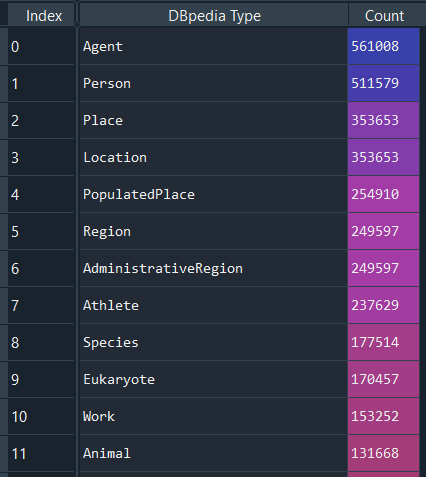 Index DBpedia Type Count
0 Agent 561008
1 Person 511579
2 Place 353653
3 Location 353653
4 PopulatedPlace 254910
5 Region 249597
6 AdministrativeRegion 249597
7 Athlete 237629
8 Species 177514
9 Eukaryote 170457
10 Work 153252
11 Animal 131668